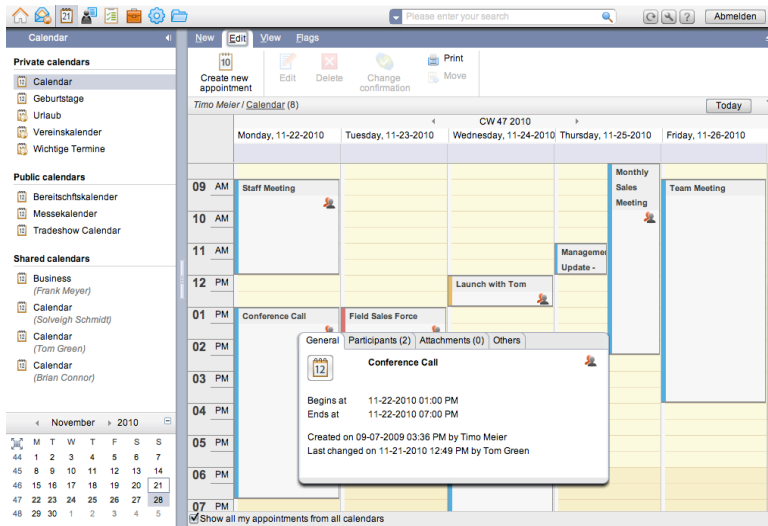 Please enter your search
Abmelden
Calendar
New Edit View Flags
Private calendars
Calendar
Geburtstage
Urlaub
Vereinskalender
Wichtige Termine
Public calendars
Bereitschftskalender
Messekalender
Tradeshow Calendar
Shared calendars
Business
(Frank Meyer)
Calendar
(Solveigh Schmidt)
Calendar
(Tom Green)
Calendar
(Brian Connor)
November 2010
M T W T F S S
44 1 2 3 4 5 6 7
45 8 9 10 11 12 13 14
46 15 16 17 18 19 20 21
47 22 23 24 25 26 27 28
48 29 30 1 2 3 4 5
Create new
appointment
Edit
Delete
Change
confirmation
Print
Move
Timo Meier / Calendar (8)
Today
CW 47 2010
Monday, 11-22-2010 Tuesday, 11-23-2010 Wednesday, 11-24-2010 Thursday, 11-25-2010 Friday, 11-26-2010
09 AM
10 AM
11 AM
12 PM
01 PM
02 PM
03 PM
04 PM
05 PM
06 PM
07 PM
Staff Meeting
Conference Call
Field Sales Force
Launch with Tom
Managemer
Update -
Monthly
Sales
Meeting
Team Meeting
General Participants (2) Attachments (0) Others
12
Conference Call
Begins at 11-22-2010 01:00 PM
Ends at 11-22-2010 07:00 PM
Created on 09-07-2009 03:36 PM by Timo Meier
Last changed on 11-21-2010 12:49 PM by Tom Green
Show all my appointments from all calendars